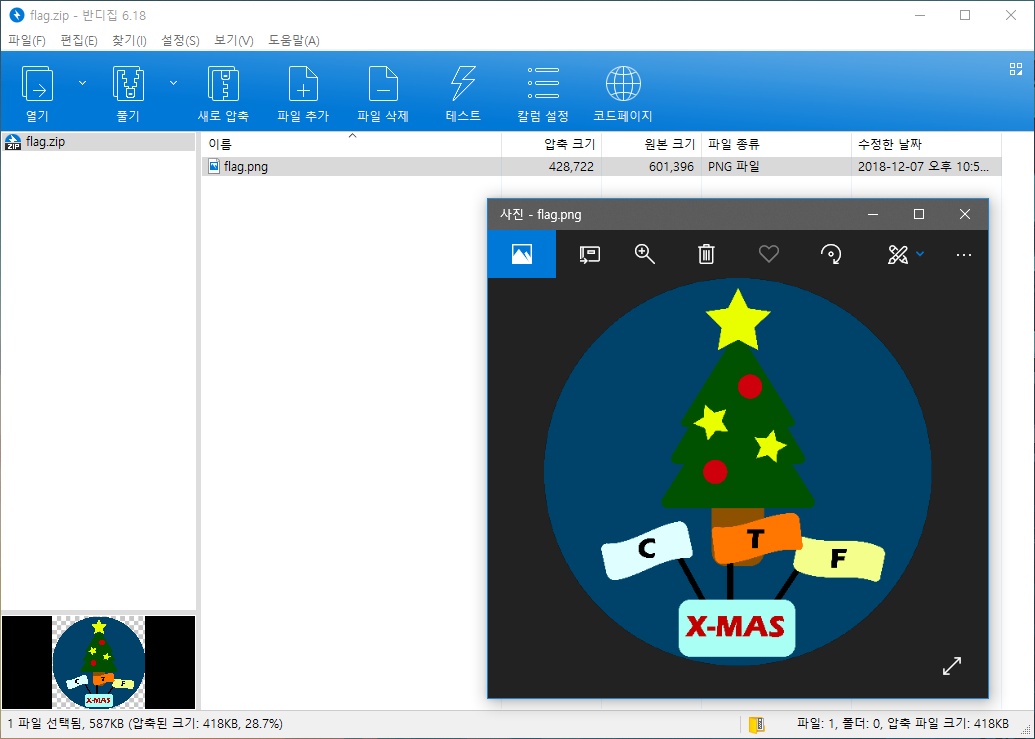 flag.zip - 반디집 6.18
파일(F) 편집(E) 찾기(I) 설정(S) 보기(V) 도움말(A)
열기 풀기 새로 압축 파일 추가 파일 삭제 테스트 칼럼 설정 코드페이지
ZIP flag.zip
이름 압축 크기 원본 크기 파일 종류 수정한 날짜
flag.png 428,722 601,396 PNG 파일 2018-12-07 오후 10:5...
사진 - flag.png
C T F
X-MAS
C T F
X-MAS
1 파일 선택됨, 587KB (압축된 크기: 418KB, 28.7%) 파일: 1, 폴더: 0, 압축 파일 크기: 418KB